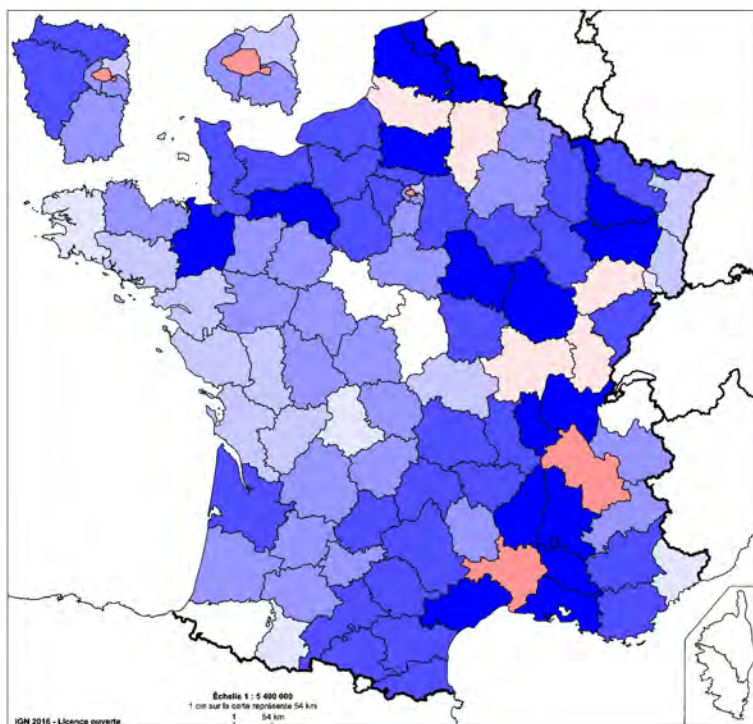 Échelle 1 : 5 400 000
1 cm sur la carte représente 54 km
1 54 km
IGN 2016 - Licence ouverte